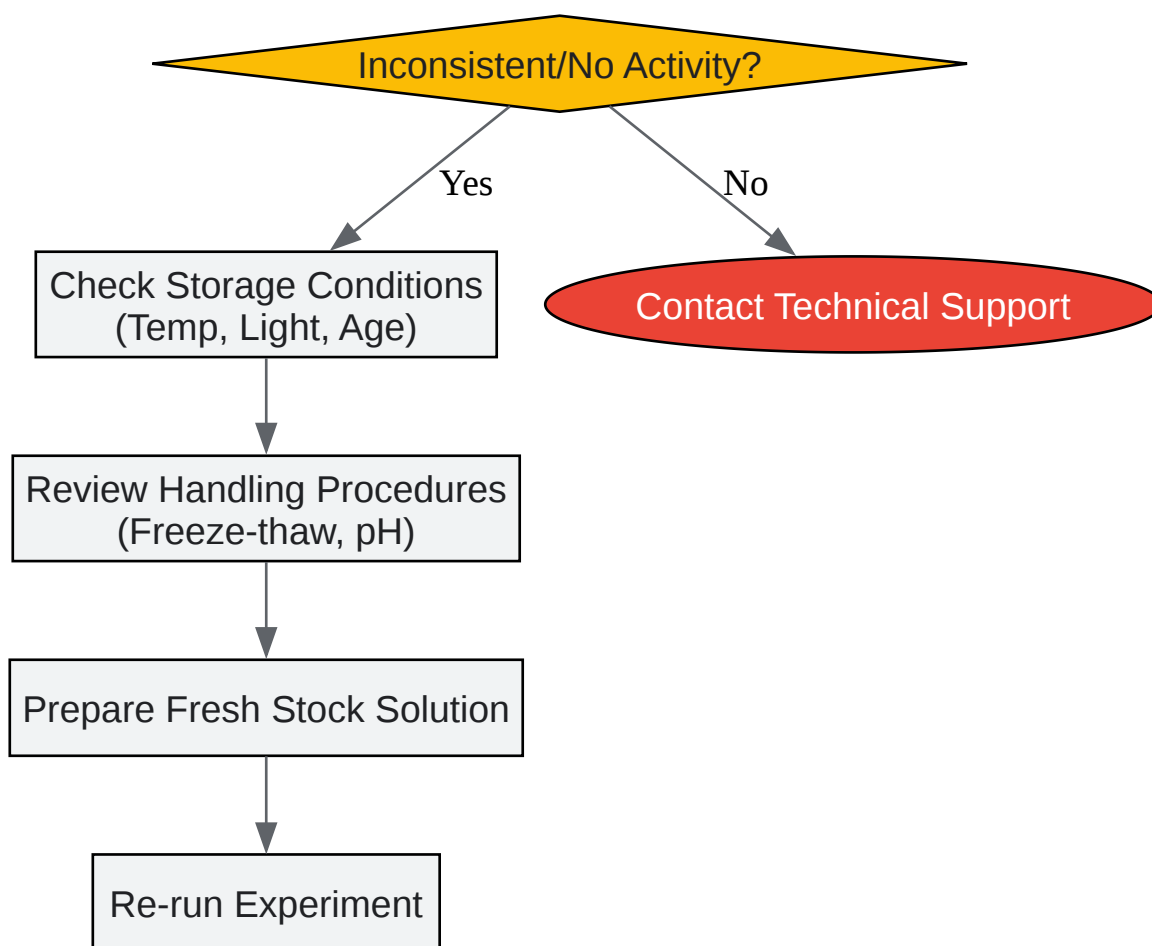 Inconsistent/No Activity?
Yes
No
Check Storage Conditions
(Temp, Light, Age)
Contact Technical Support
Review Handling Procedures
(Freeze-thaw, pH)
Prepare Fresh Stock Solution
Re-run Experiment